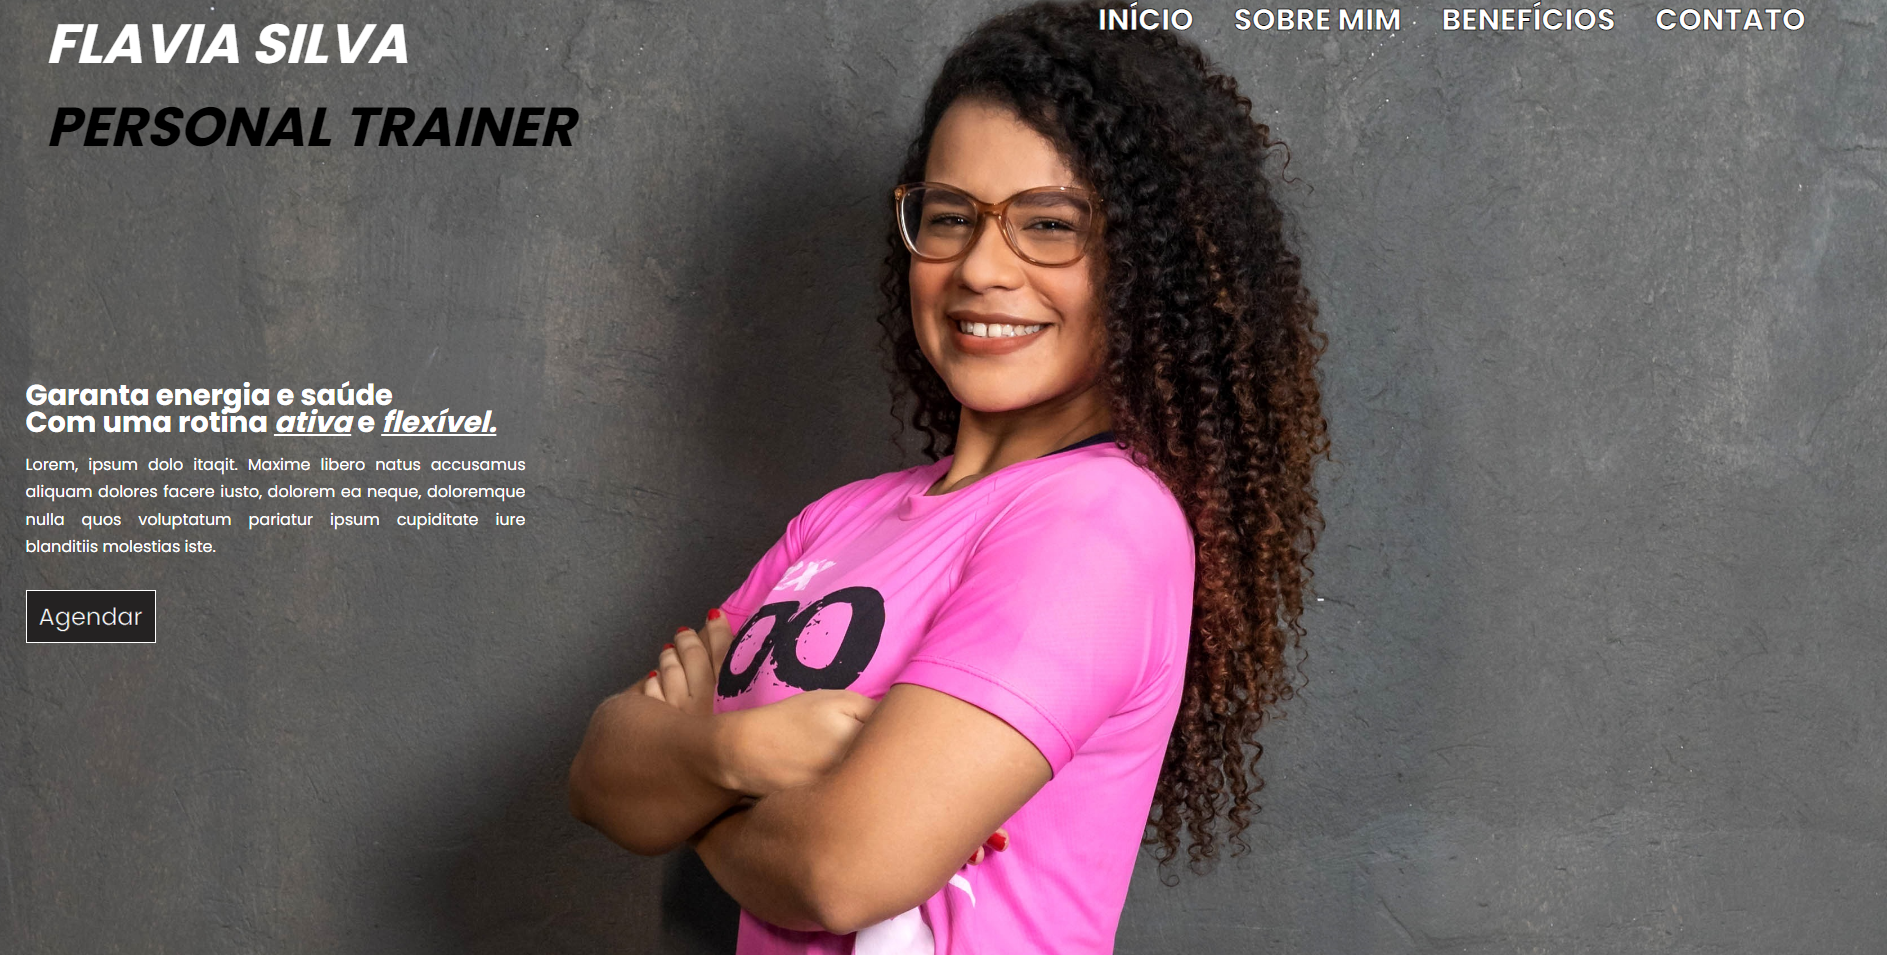 FLAVIA SILVA
PERSONAL TRAINER
INÍCIO SOBRE MIM BENEFÍCIOS CONTATO
Garanta energia e saúde
Com uma rotina ativa e flexível.
Lorem, ipsum dolo itaqit. Maxime libero natus accusamus
aliquam dolores facere iusto, dolorem ea neque, doloremque
nulla quos voluptatum pariatur ipsum cupiditate iure
blanditiis molestias iste.
Agendar